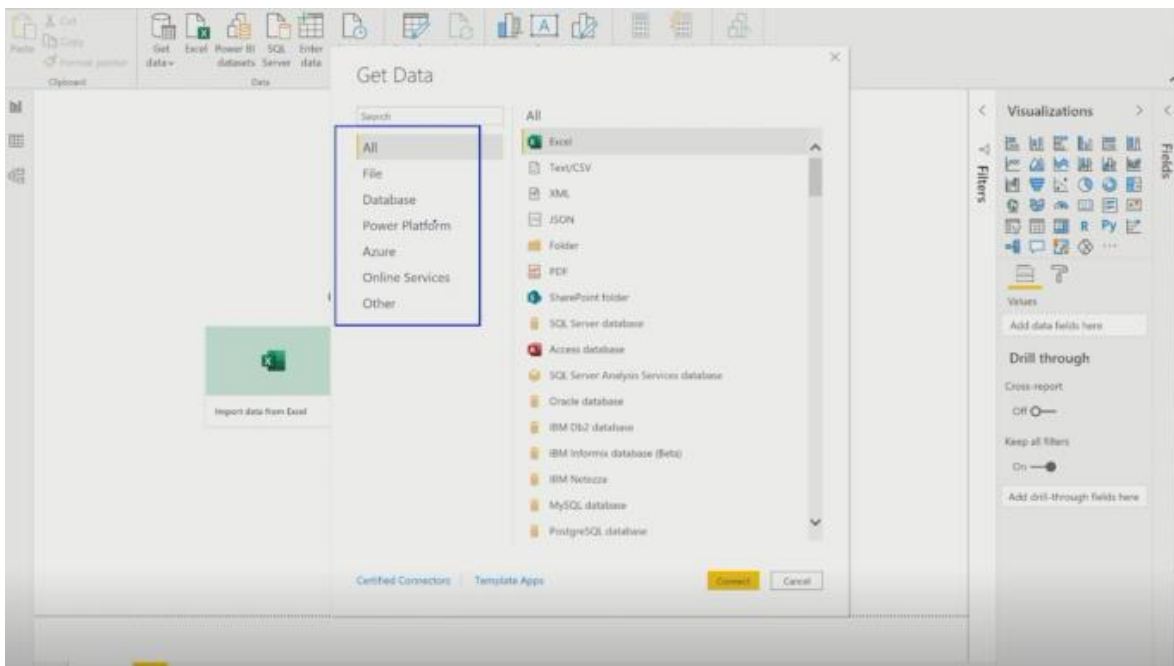 Cut
Copy
Paste
Format painter
Get data
Excel
Power BI datasets
SQL Server
Enter data
Clipboard
Data
Get Data
Search
All
File
Database
Power Platform
Azure
Online Services
Other
All
Excel
Text/CSV
XML
JSON
Folder
PDF
SharePoint folder
SQL Server database
Access database
SQL Server Analysis Services database
Oracle database
IBM Db2 database
IBM Informix database (Beta)
IBM Netezza
MySQL database
PostgreSQL database
Certified Connectors
Template Apps
Connect
Cancel
Import data from Excel
Filters
Visualizations
R
Py
Values
Add data fields here
Drill through
Cross-report
Off
Keep all filters
On
Add drill-through fields here
Fields